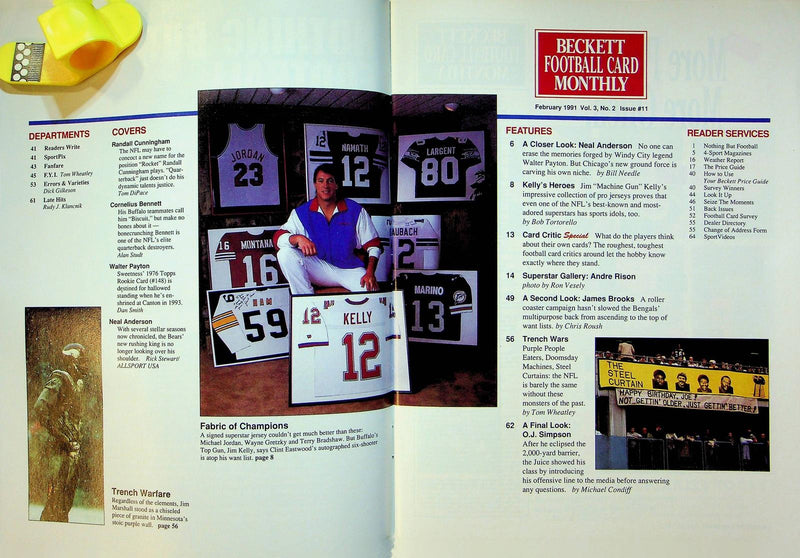 BECKETT
FOOTBALL CARD
MONTHLY
February 1991 Vol. 3, No. 2 Issue #11
DEPARTMENTS
41 Readers Write
41 SportPix
43 Fanfare
45 F.Y.I. Tom Wheatley
53 Errors & Varieties
Dick Gilkeson
61 Late Hits
Rudy J. Klancnik
COVERS
Randall Cunningham
The NFL may have to
concoct a new name for the
position "Rocket" Randall
Cunningham plays. "Quar-
terback" just doesn't do his
dynamic talents justice.
Tom DiPace
Cornelius Bennett
His Buffalo teammates call
him "Biscuit," but make no
bones about it —
bonecrunching Bennett is
one of the NFL's elite
quarterback destroyers.
Alan Studt
Walter Payton
Sweetness' 1976 Topps
Rookie Card (#148) is
destined for hallowed
standing when he's en-
shrined at Canton in 1993.
Dan Smith
Neal Anderson
With several stellar seasons
now chronicled, the Bears'
new rushing king is no
longer looking over his
shoulder. Rick Stewart/
ALLSPORT USA
Trench Warfare
Regardless of the elements, Jim
Marshall stood as a chiseled
piece of granite in Minnesota's
stoic purple wall. page 56
JORDAN
23
12 NAMATH
12
LARGENT
80
16 MONTANA
16
AUBACH
12
HAM
59
12 KELLY
12
MARINO
13
Fabric of Champions
A signed superstar jersey couldn't get much better than these:
Michael Jordan, Wayne Gretzky and Terry Bradshaw. But Buffalo's
Top Gun, Jim Kelly, says Clint Eastwood's autographed six-shooter
is atop his want list. page 8
FEATURES
6 A Closer Look: Neal Anderson No one can
erase the memories forged by Windy City legend
Walter Payton. But Chicago's new ground force is
carving his own niche. by Bill Needle
8 Kelly's Heroes Jim "Machine Gun" Kelly's
impressive collection of pro jerseys proves that
even one of the NFL's best-known and most-
adored superstars has sports idols, too.
by Bob Tortorello
13 Card Critic Special What do the players think
about their own cards? The roughest, toughest
football card critics around let the hobby know
exactly where they stand.
14 Superstar Gallery: Andre Rison
photo by Ron Vesely
49 A Second Look: James Brooks A roller
coaster campaign hasn't slowed the Bengals'
multipurpose back from ascending to the top of
want lists. by Chris Roush
56 Trench Wars
Purple People
Eaters, Doomsday
Machines, Steel
Curtains: the NFL
is barely the same
without these
monsters of the past.
by Tom Wheatley
62 A Final Look:
O.J. Simpson
After he eclipsed the
2,000-yard barrier,
the Juice showed his
class by introducing
his offensive line to the media before answering
any questions. by Michael Condiff
THE
STEEL
CURTAIN
HAPPY BIRTHDAY, JOE!
NOT GETTIN' OLDER, JUST GETTIN' BETTER!
READER SERVICES
1 Nothing But Football
5 4-Sport Magazines
16 Weather Report
17 The Price Guide
40 How to Use
Your Beckett Price Guide
40 Survey Winners
44 Look It Up
46 Seize The Moments
51 Back Issues
52 Football Card Survey
55 Dealer Directory
55 Change of Address Form
64 SportVideos